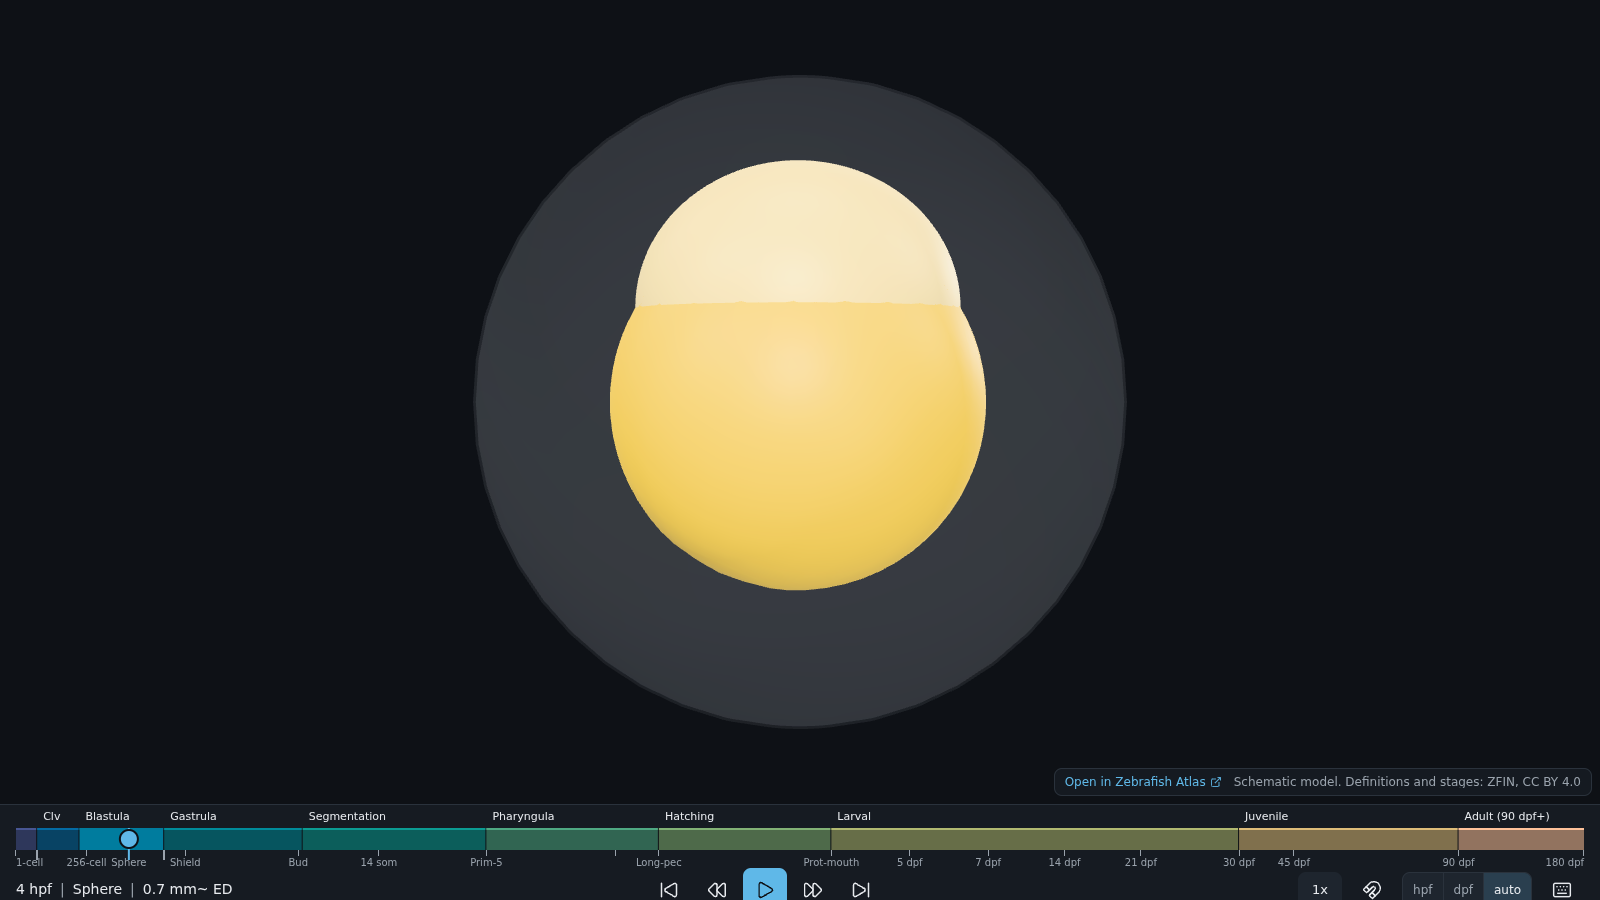 Open in Zebrafish Atlas Schematic model. Definitions and stages: ZFIN, CC BY 4.0
Clv Blastula Gastrula Segmentation Pharyngula Hatching Larval Juvenile Adult (90 dpf+)
1-cell 256-cell Sphere Shield Bud 14 som Prim-5 Long-pec Prot-mouth 5 dpf 7 dpf 14 dpf 21 dpf 30 dpf 45 dpf 90 dpf 180 dpf
4 hpf | Sphere | 0.7 mm~ ED 1x hpf dpf auto